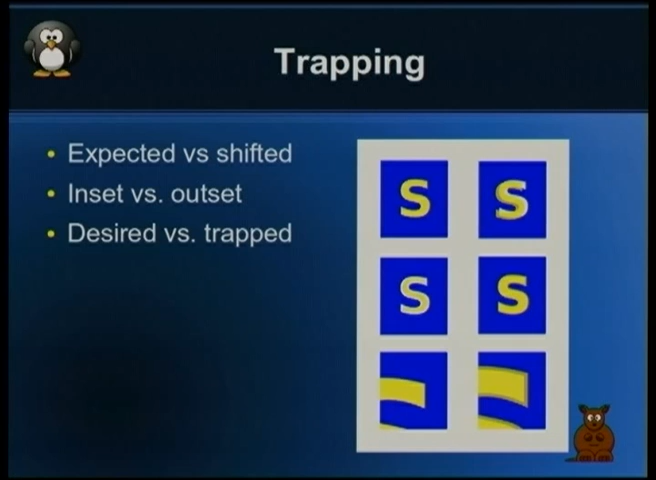 Trapping
• Expected vs shifted
• Inset vs. outset
• Desired vs. trapped
S S
S S